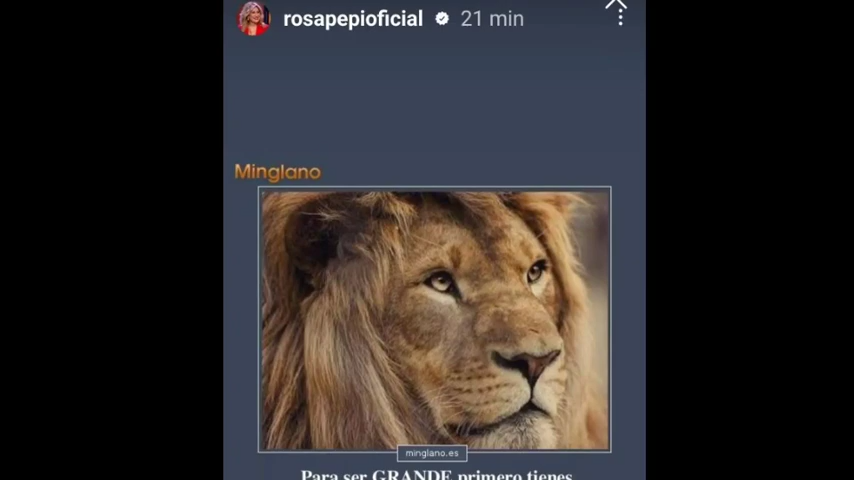 rosapepioficial 21 min
Minglano
minglano.es
Para ser GRANDE primero tienes